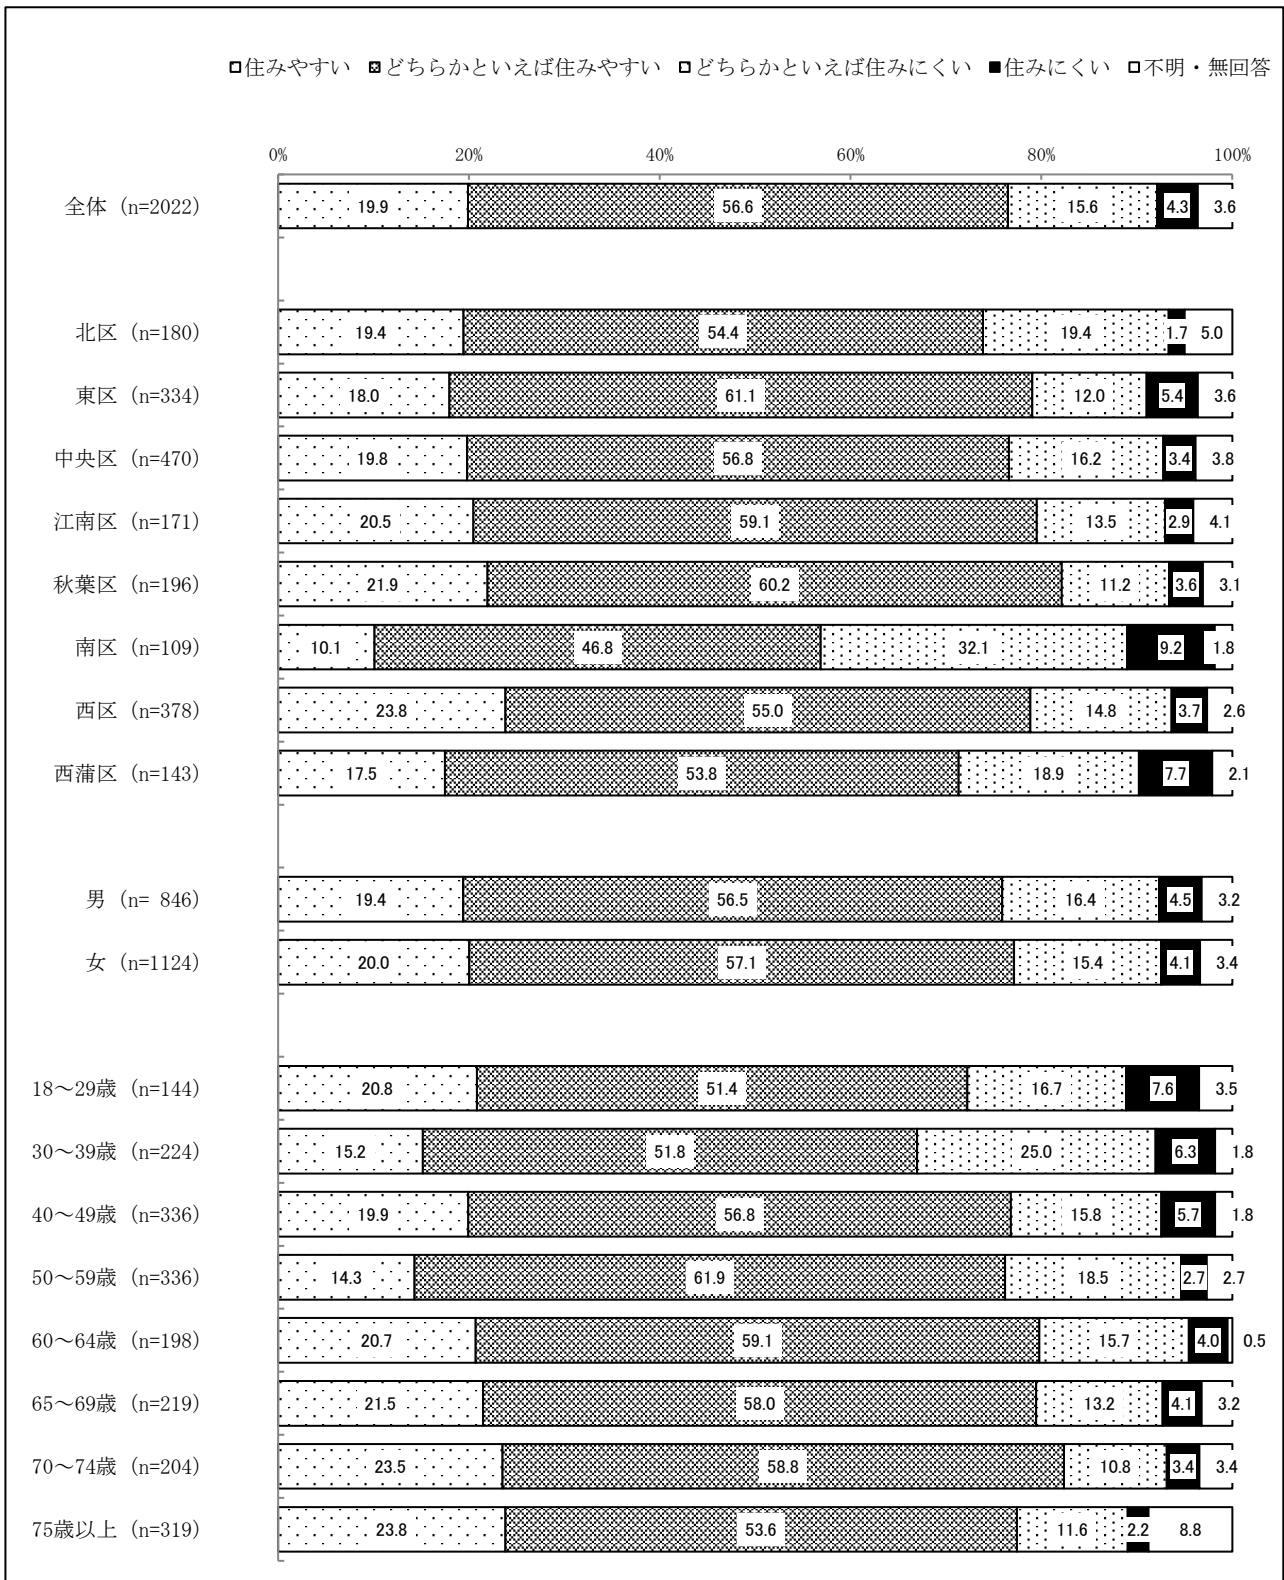 住みやすい どちらかといえば住みやすい どちらかといえば住みにくい 住みにくい 不明・無回答
0% 20% 40% 60% 80% 100%
全体 (n=2022) 19.9 56.6 15.6 4.3 3.6
北区 (n=180) 19.4 54.4 19.4 1.7 5.0
東区 (n=334) 18.0 61.1 12.0 5.4 3.6
中央区 (n=470) 19.8 56.8 16.2 3.4 3.8
江南区 (n=171) 20.5 59.1 13.5 2.9 4.1
秋葉区 (n=196) 21.9 60.2 11.2 3.6 3.1
南区 (n=109) 10.1 46.8 32.1 9.2 1.8
西区 (n=378) 23.8 55.0 14.8 3.7 2.6
西蒲区 (n=143) 17.5 53.8 18.9 7.7 2.1
男 (n= 846) 19.4 56.5 16.4 4.5 3.2
女 (n=1124) 20.0 57.1 15.4 4.1 3.4
18～29歳 (n=144) 20.8 51.4 16.7 7.6 3.5
30～39歳 (n=224) 15.2 51.8 25.0 6.3 1.8
40～49歳 (n=336) 19.9 56.8 15.8 5.7 1.8
50～59歳 (n=336) 14.3 61.9 18.5 2.7 2.7
60～64歳 (n=198) 20.7 59.1 15.7 4.0 0.5
65～69歳 (n=219) 21.5 58.0 13.2 4.1 3.2
70～74歳 (n=204) 23.5 58.8 10.8 3.4 3.4
75歳以上 (n=319) 23.8 53.6 11.6 2.2 8.8